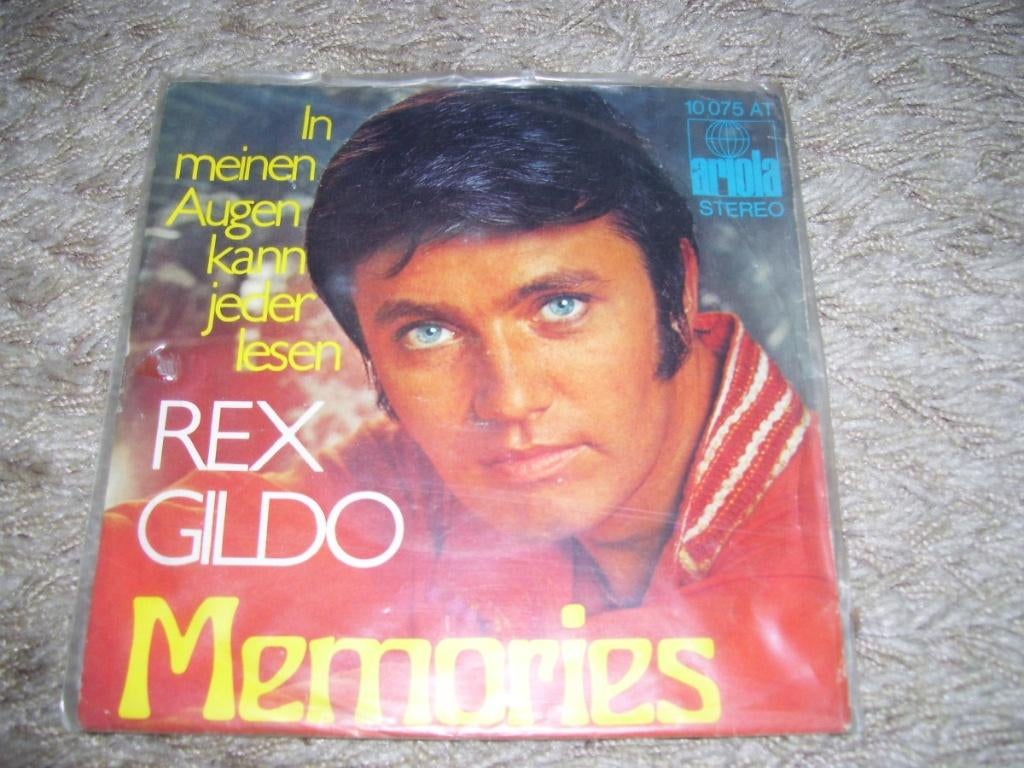 In
meinen
Augen
kann
jeder
lesen
10 075 AT
ariola
STEREO
REX
GILDO
Memories